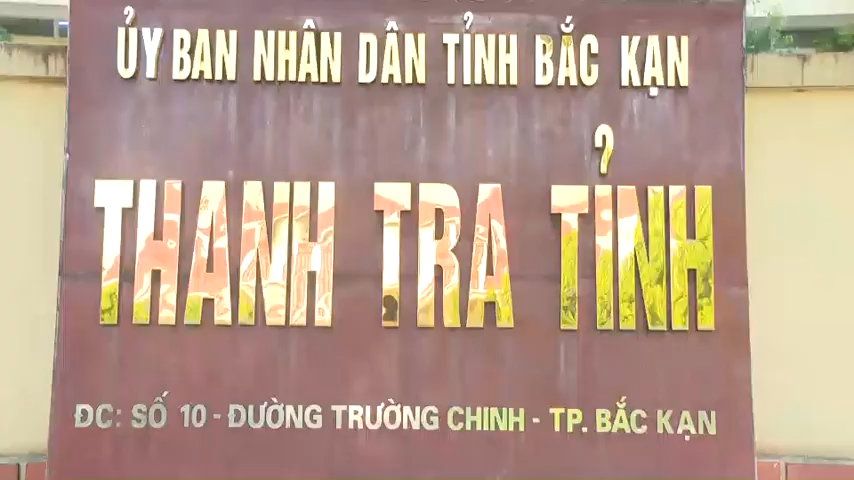 ỦY BAN NHÂN DÂN TỈNH BẮC KẠN
THANH TRA TỈNH
ĐC: SỐ 10 - ĐƯỜNG TRƯỜNG CHINH - TP. BẮC KẠN